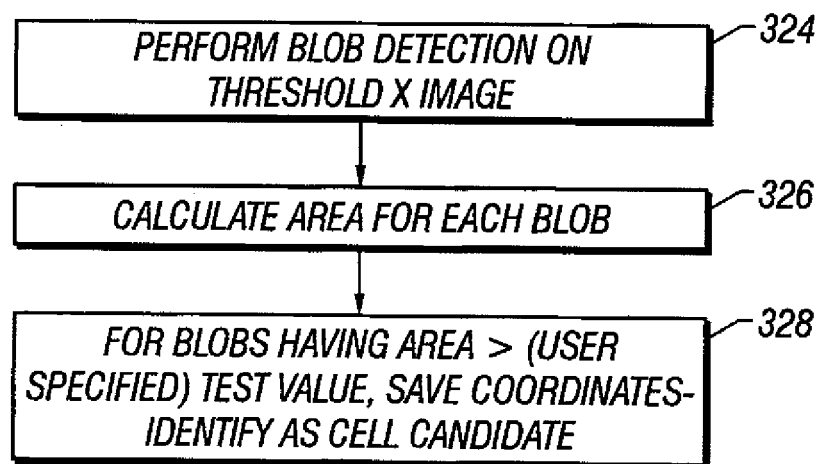 PERFORM BLOB DETECTION ON
THRESHOLD X IMAGE
324
CALCULATE AREA FOR EACH BLOB
326
FOR BLOBS HAVING AREA > (USER
SPECIFIED) TEST VALUE, SAVE COORDINATES-
IDENTIFY AS CELL CANDIDATE
328